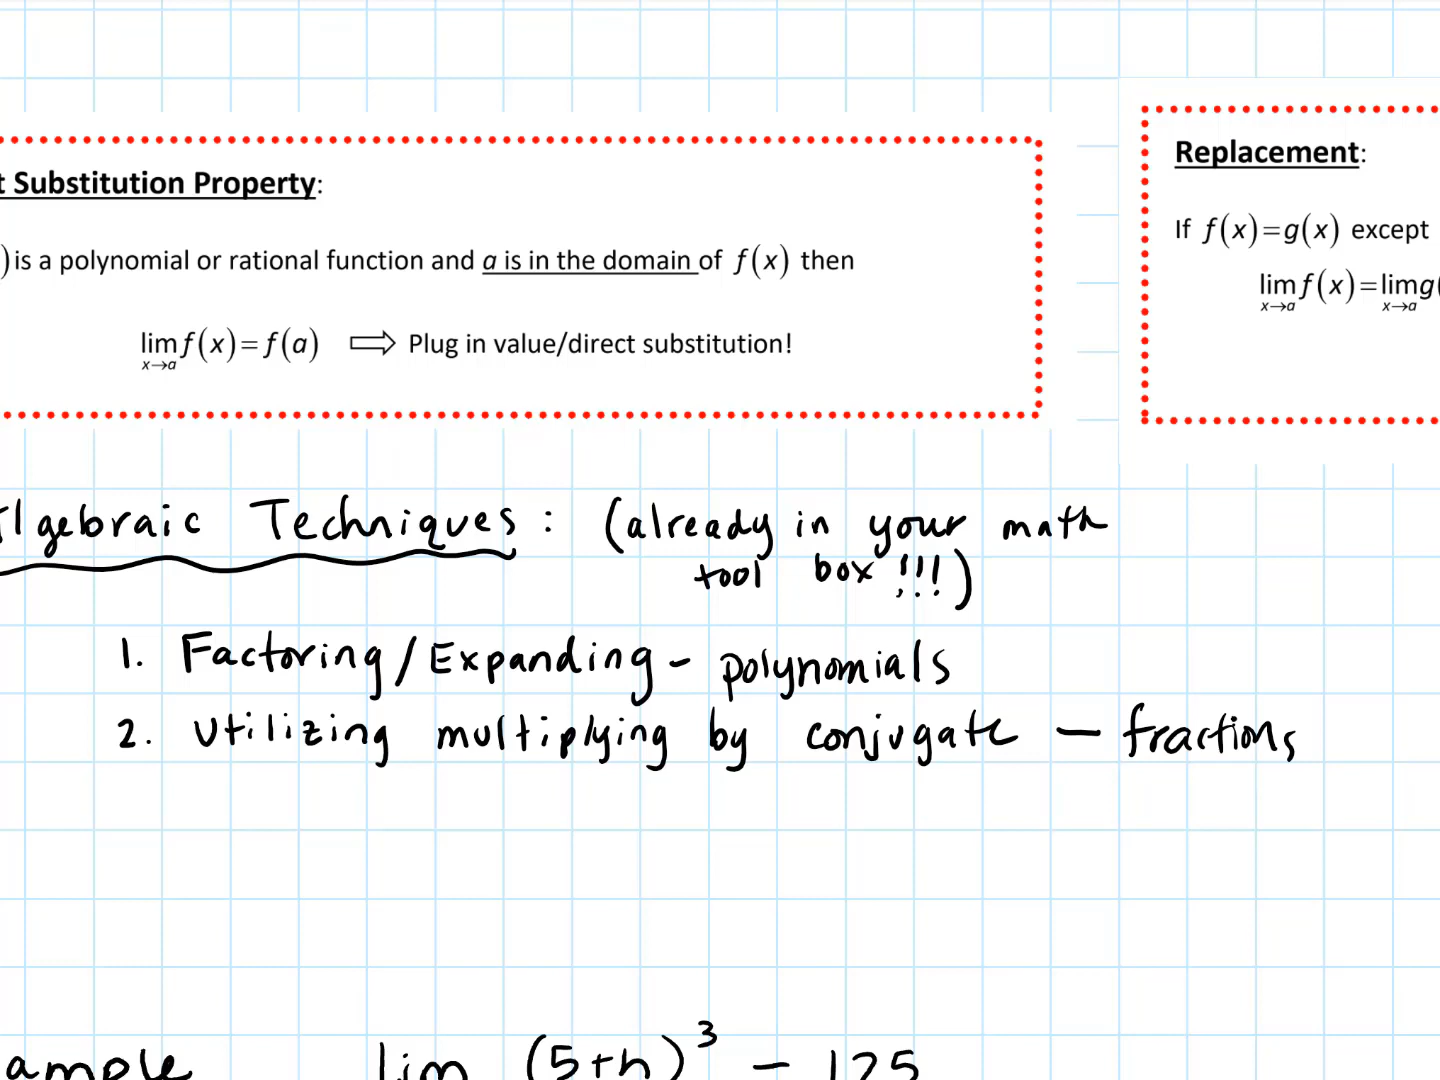 t Substitution Property:
) is a polynomial or rational function and a is in the domain of f(x) then
lim f(x) = f(a) ⟹ Plug in value/direct substitution!
x→a
Replacement:
If f(x) = g(x) except
lim f(x) = lim g(
x→a x→a
Algebraic Techniques: (already in your math
tool box!!!)
1. Factoring/Expanding - polynomials
2. Utilizing multiplying by conjugate — fractions
ample lim (5+h)³ - 125